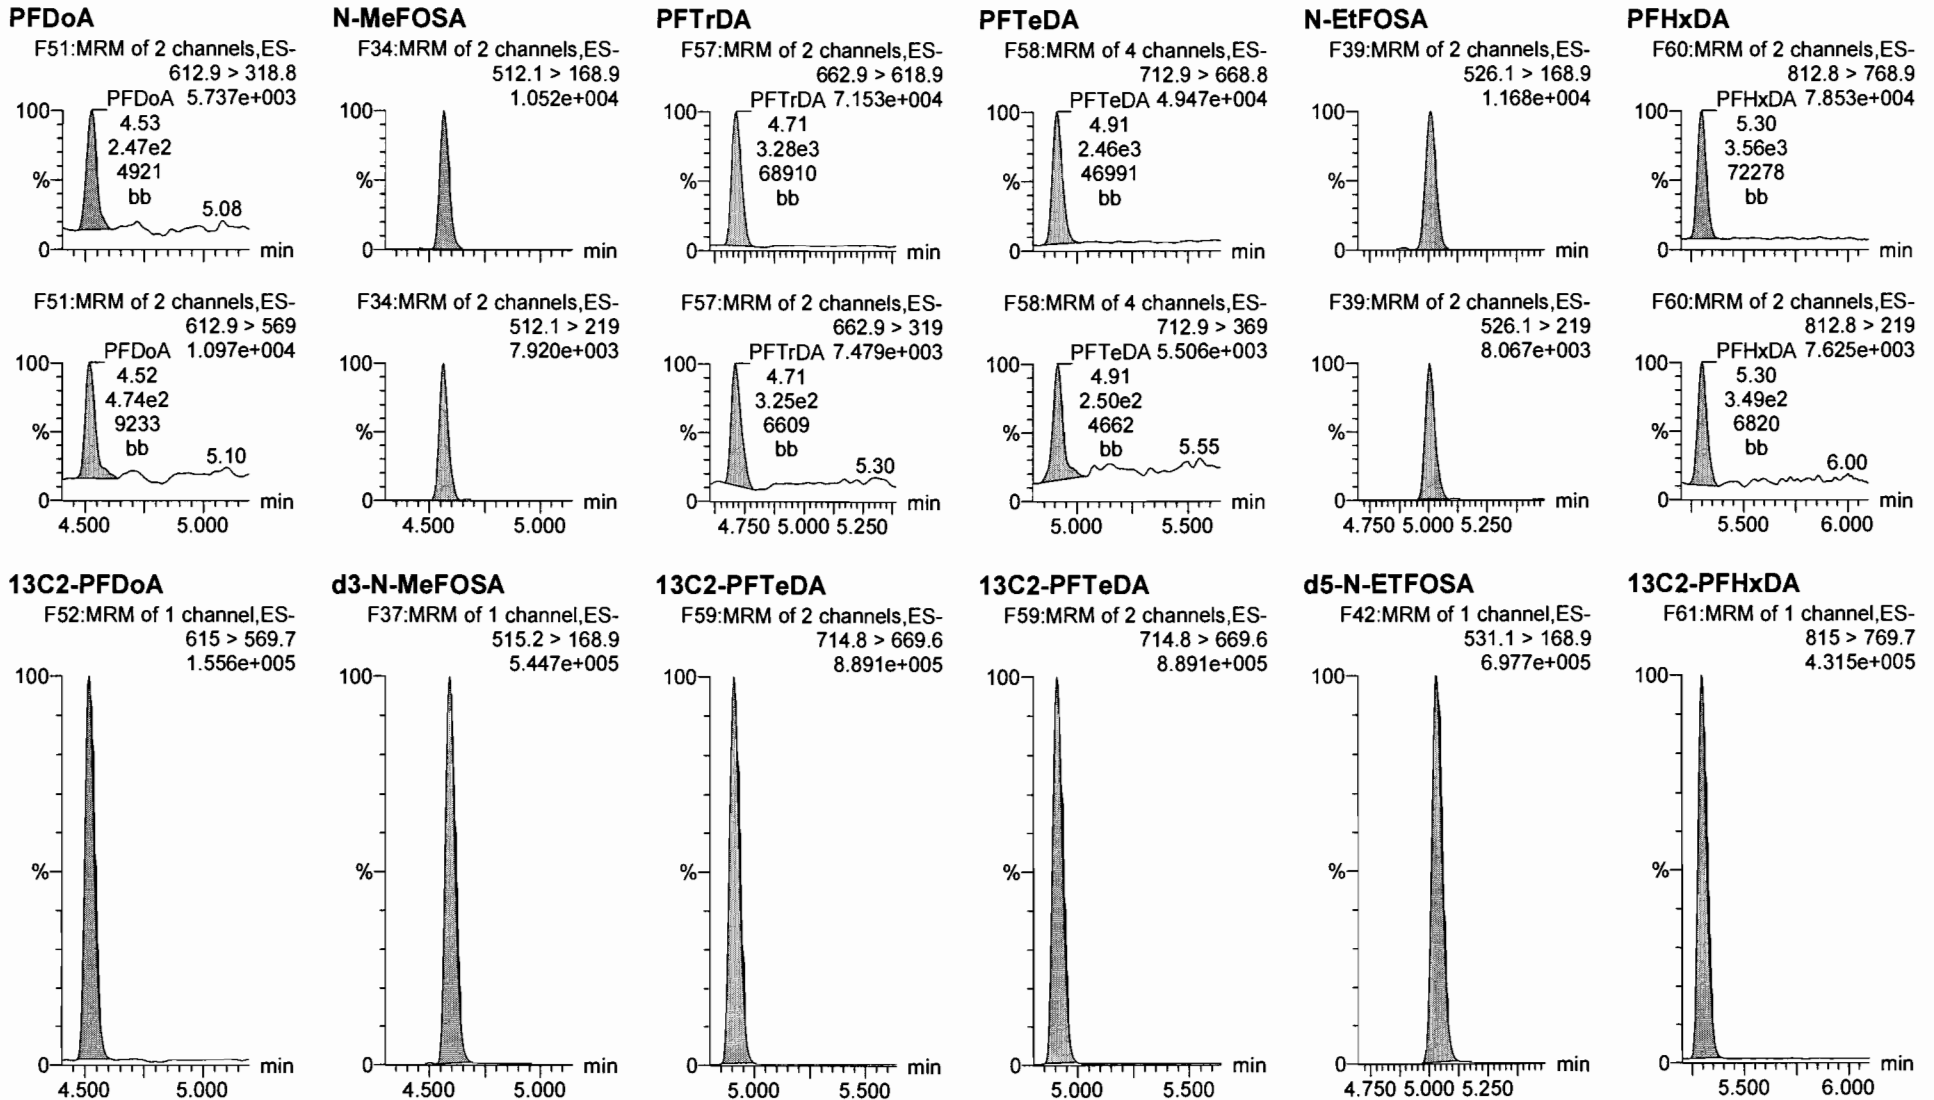 PFDoA
F51:MRM of 2 channels,ES-
612.9 > 318.8
PFDoA 5.737e+003
100
4.53
2.47e2
4921
bb
%
5.08
0
min
F51:MRM of 2 channels,ES-
612.9 > 569
PFDoA 1.097e+004
100
4.52
4.74e2
9233
bb
%
5.10
0
min
4.500 5.000
N-MeFOSA
F34:MRM of 2 channels,ES-
512.1 > 168.9
1.052e+004
100
%
0
min
F34:MRM of 2 channels,ES-
512.1 > 219
7.920e+003
100
%
0
min
4.500 5.000
PFTrDA
F57:MRM of 2 channels,ES-
662.9 > 618.9
PFTrDA 7.153e+004
100
4.71
3.28e3
68910
bb
%
0
min
F57:MRM of 2 channels,ES-
662.9 > 319
PFTrDA 7.479e+003
100
4.71
3.25e2
6609
bb
%
5.30
0
min
4.750 5.000 5.250
PFTeDA
F58:MRM of 4 channels,ES-
712.9 > 668.8
PFTeDA 4.947e+004
100
4.91
2.46e3
46991
bb
%
0
min
F58:MRM of 4 channels,ES-
712.9 > 369
PFTeDA 5.506e+003
100
4.91
2.50e2
4662
bb
%
5.55
0
min
5.000 5.500
N-EtFOSA
F39:MRM of 2 channels,ES-
526.1 > 168.9
1.168e+004
100
%
0
min
F39:MRM of 2 channels,ES-
526.1 > 219
8.067e+003
100
%
0
min
4.750 5.000 5.250
PFHxDA
F60:MRM of 2 channels,ES-
812.8 > 768.9
PFHxDA 7.853e+004
100
5.30
3.56e3
72278
bb
%
0
min
F60:MRM of 2 channels,ES-
812.8 > 219
PFHxDA 7.625e+003
100
5.30
3.49e2
6820
bb
%
6.00
0
min
5.500 6.000
13C2-PFDoA
F52:MRM of 1 channel,ES-
615 > 569.7
1.556e+005
100
%
0
min
4.500 5.000
d3-N-MeFOSA
F37:MRM of 1 channel,ES-
515.2 > 168.9
5.447e+005
100
%
0
min
4.500 5.000
13C2-PFTeDA
F59:MRM of 2 channels,ES-
714.8 > 669.6
8.891e+005
100
%
0
min
5.000 5.500
13C2-PFTeDA
F59:MRM of 2 channels,ES-
714.8 > 669.6
8.891e+005
100
%
0
min
5.000 5.500
d5-N-ETFOSA
F42:MRM of 1 channel,ES-
531.1 > 168.9
6.977e+005
100
%
0
min
4.750 5.000 5.250
13C2-PFHxDA
F61:MRM of 1 channel,ES-
815 > 769.7
4.315e+005
100
%
0
min
5.500 6.000